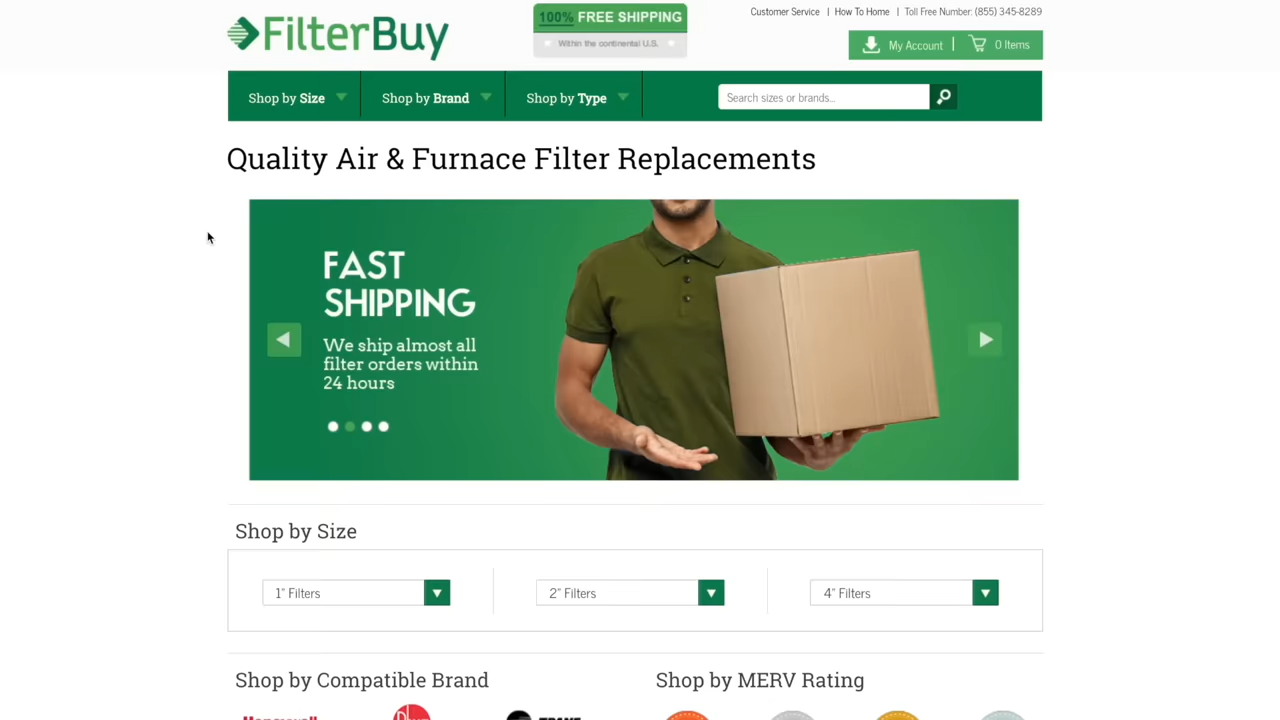 FilterBuy
100% FREE SHIPPING
Within the continental U.S.
Customer Service | How To Home | Toll Free Number: (855) 345-8289
My Account | 0 Items
Shop by Size
Shop by Brand
Shop by Type
Search sizes or brands...
Quality Air & Furnace Filter Replacements
FAST
SHIPPING
We ship almost all
filter orders within
24 hours
Shop by Size
1" Filters
2" Filters
4" Filters
Shop by Compatible Brand
Shop by MERV Rating